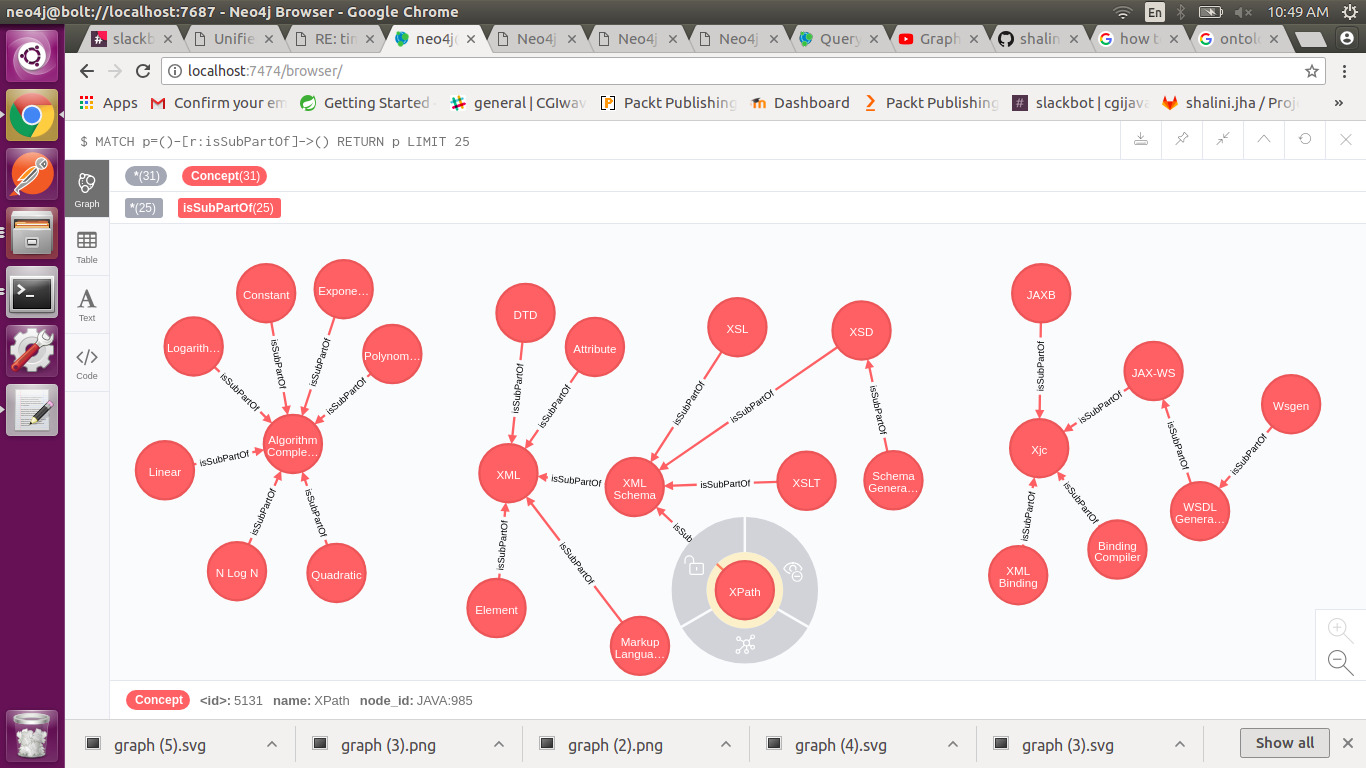 neo4j@bolt://localhost:7687 - Neo4j Browser - Google Chrome
En
10:49 AM
slackb
Unifie
RE: tim
neo4j@
Neo4j
Neo4j
Neo4j
Query
Graph
shalin
how t
ontol
localhost:7474/browser/
Apps
Confirm your em
Getting Started
general | CGIwav
Packt Publishing
Dashboard
Packt Publishing
slackbot | cgijava
shalini.jha / Proje
»
$ MATCH p=()-[r:isSubPartOf]->() RETURN p LIMIT 25
Graph
Table
Text
Code
*(31) Concept(31)
*(25) isSubPartOf(25)
Constant
Expone…
Logarith…
Polynom…
Algorithm
Comple…
Linear
N Log N
Quadratic
isSubPartOf
isSubPartOf
isSubPartOf
isSubPartOf
isSubPartOf
isSubPartOf
isSubPartOf
DTD
Attribute
XML
Element
Markup
Langua…
isSubPartOf
isSubPartOf
isSubPartOf
isSubPartOf
isSubPartOf
XSL
XSD
XML
Schema
XSLT
Schema
Genera…
XPath
isSubPartOf
isSubPartOf
isSubPartOf
isSubPartOf
isSub
JAXB
JAX-WS
Wsgen
Xjc
WSDL
Genera…
Binding
Compiler
XML
Binding
isSubPartOf
isSubPartOf
isSubPartOf
isSubPartOf
isSubPartOf
isSubPartOf
Concept <id>: 5131 name: XPath node_id: JAVA:985
graph (5).svg
graph (3).png
graph (2).png
graph (4).svg
graph (3).svg
Show all